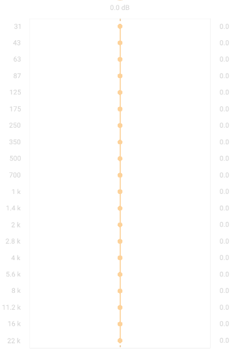 0.0 dB
31 0.0
43 0.0
63 0.0
87 0.0
125 0.0
175 0.0
250 0.0
350 0.0
500 0.0
700 0.0
1 k 0.0
1.4 k 0.0
2 k 0.0
2.8 k 0.0
4 k 0.0
5.6 k 0.0
8 k 0.0
11.2 k 0.0
16 k 0.0
22 k 0.0